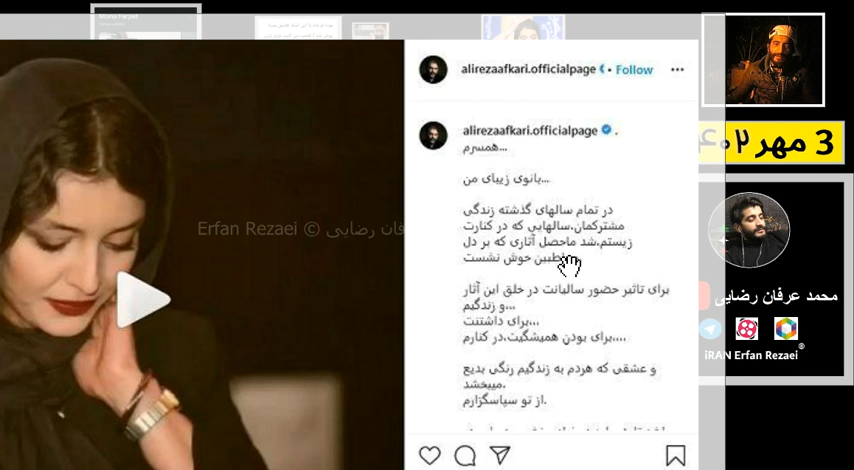 alirezaafkari.officialpage • Follow •••
alirezaafkari.officialpage .
همسرم...
بانوی زیبای من...
در تمام سالهای گذشته زندگی
مشترکمان،سالهایی که در کنارت
زیستم،شد ماحصل آثاری که بر دل
خوش نشست
برای تاثیر حضور سالیانت در خلق این آثار
و زندگیم...
برای داشتنت...
برای بودن همیشگیت،در کنارم....
و عشقی که هردم به زندگیم رنگی بدیع
میبخشد.
از تو سپاسگزارم.
Erfan Rezaei © رضایی
3 مهر
محمد عرفان رضایی
iRAN Erfan Rezaei®